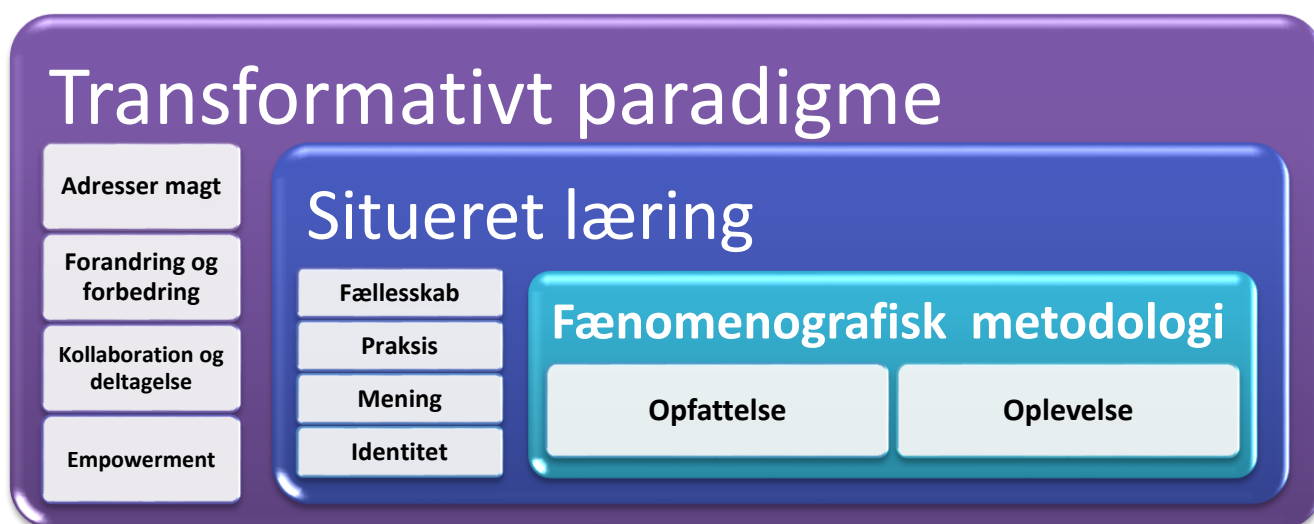 Transformativt paradigme
Adresser magt
Forandring og
forbedring
Kollaboration og
deltagelse
Empowerment
Situeret læring
Fællesskab
Praksis
Mening
Identitet
Fænomenografisk metodologi
Opfattelse
Oplevelse